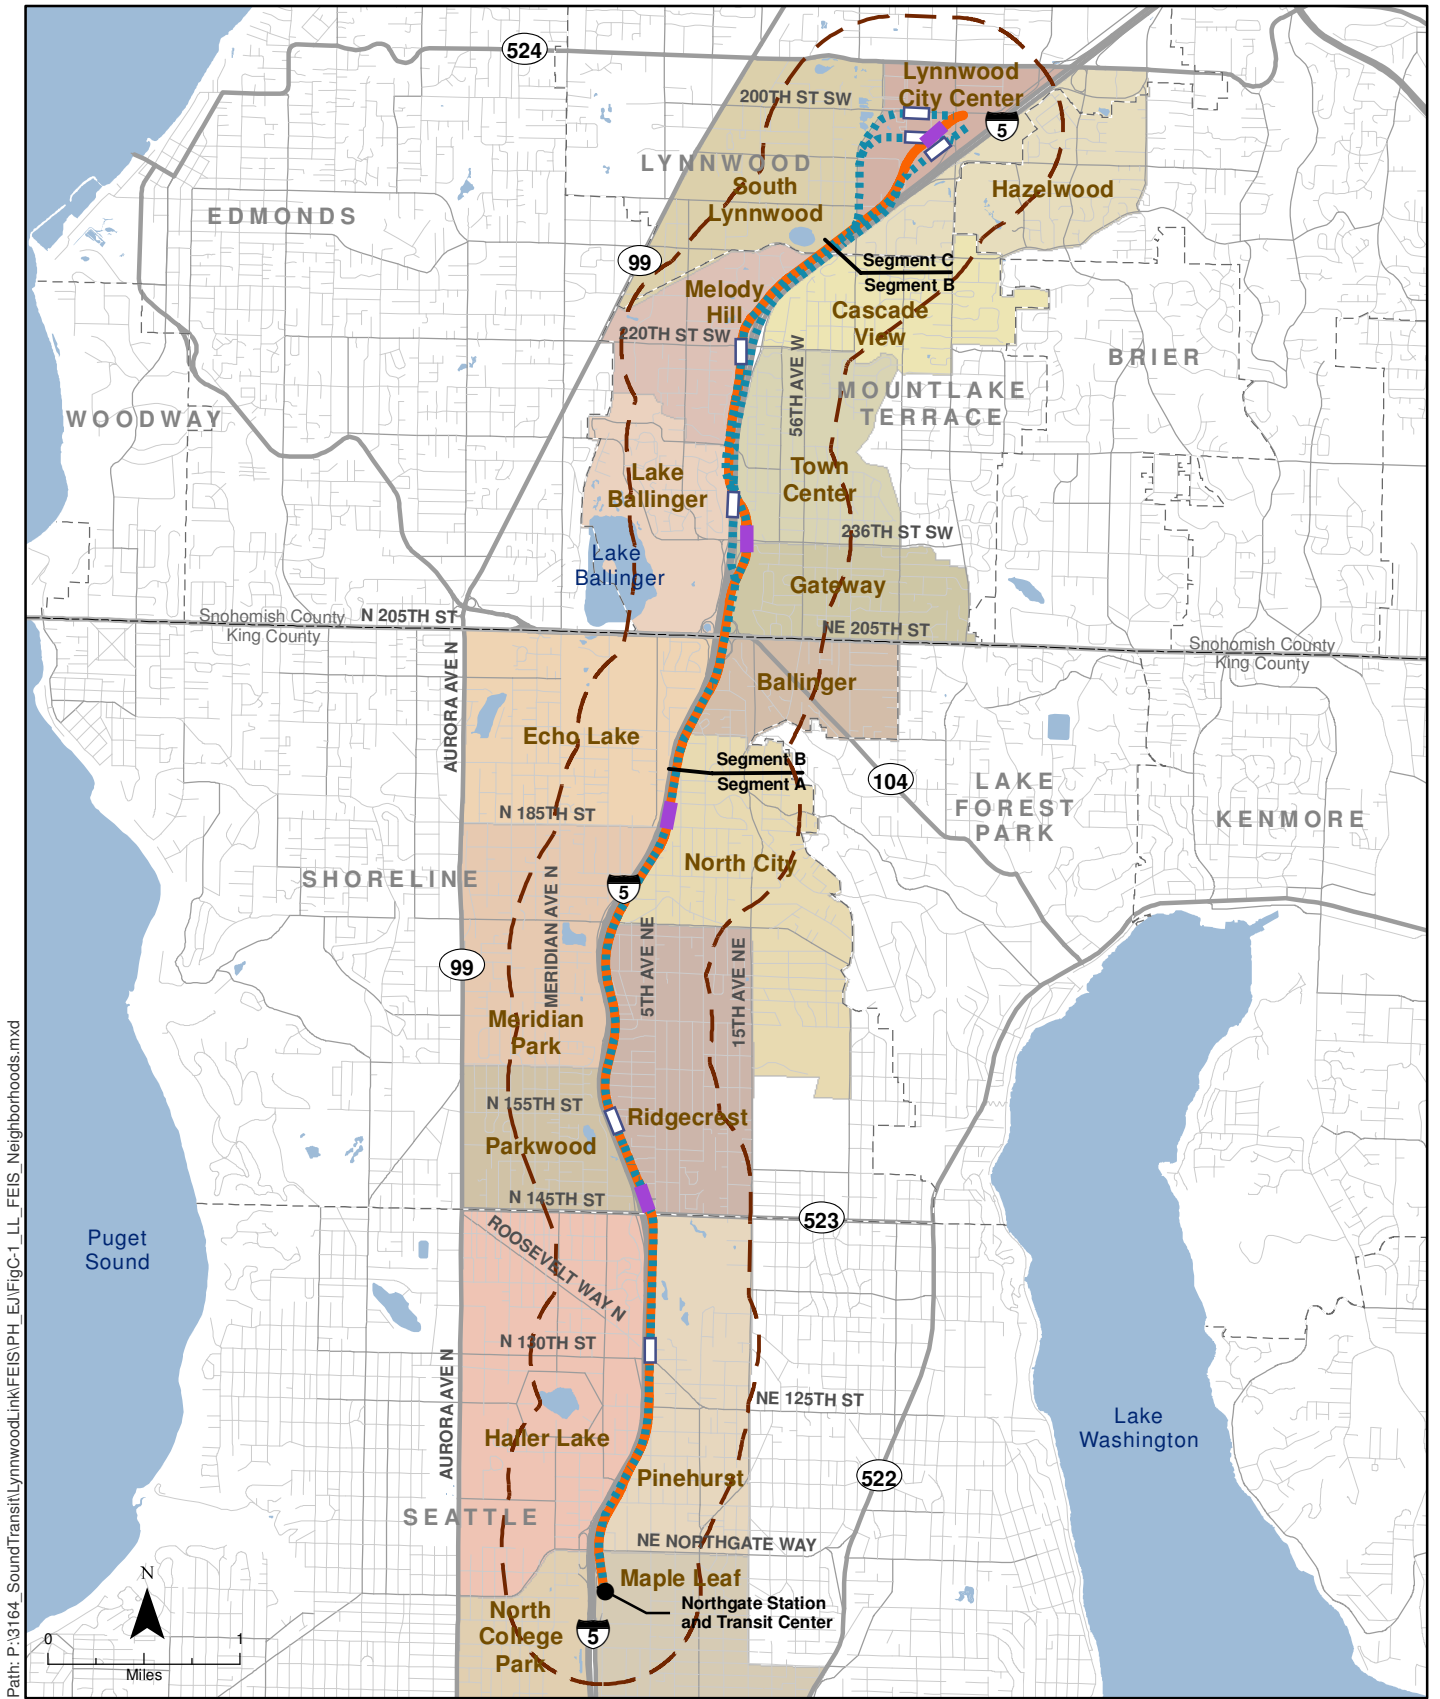 524
Lynnwood
City Center
200TH ST SW
5
LYNNWOOD
South
Lynnwood
Hazelwood
EDMONDS
99
Segment C
Segment B
Melody
Hill
Cascade
View
220TH ST SW
56TH AVE W
BRIER
MOUNTLAKE
TERRACE
WOODWAY
Lake
Ballinger
Town
Center
236TH ST SW
Lake
Ballinger
Gateway
Snohomish County
King County
N 205TH ST
NE 205TH ST
Snohomish County
King County
AURORA AVE N
Ballinger
Echo Lake
Segment B
Segment A
104
LAKE
FOREST
PARK
KENMORE
N 185TH ST
North City
SHORELINE
5
MERIDIAN AVE N
5TH AVE NE
15TH AVE NE
99
Meridian
Park
N 155TH ST
Ridgecrest
Parkwood
N 145TH ST
523
ROOSEVELT WAY N
Puget
Sound
N 130TH ST
AURORA AVE N
NE 125TH ST
Haller Lake
Lake
Washington
Pinehurst
522
SEATTLE
NE NORTHGATE WAY
Maple Leaf
Northgate Station
and Transit Center
North
College
Park
5
N
0 1
Miles
Path: P:\3164_SoundTransit\LynnwoodLink\FEIS\PH_EJ\FigC-1_LL_FEIS_Neighborhoods.mxd